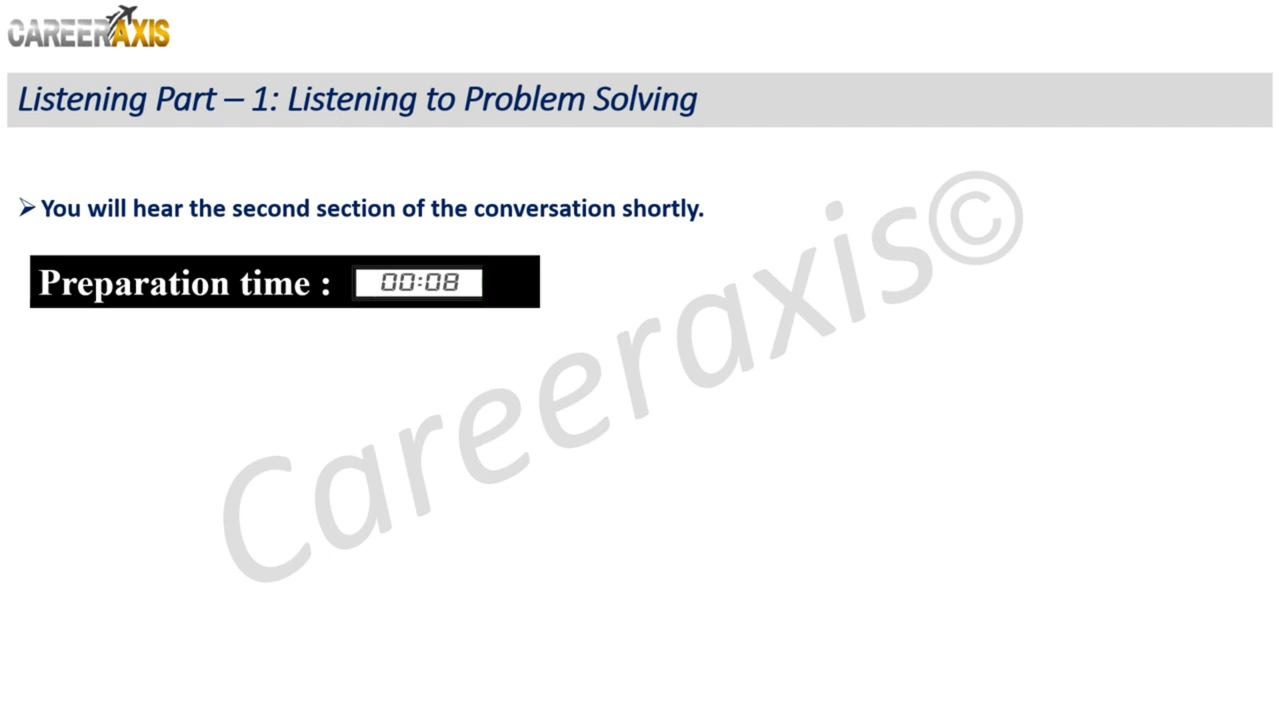 CAREERAXIS
Listening Part – 1: Listening to Problem Solving
➢ You will hear the second section of the conversation shortly.
Preparation time : 00:08
Careeraxis©